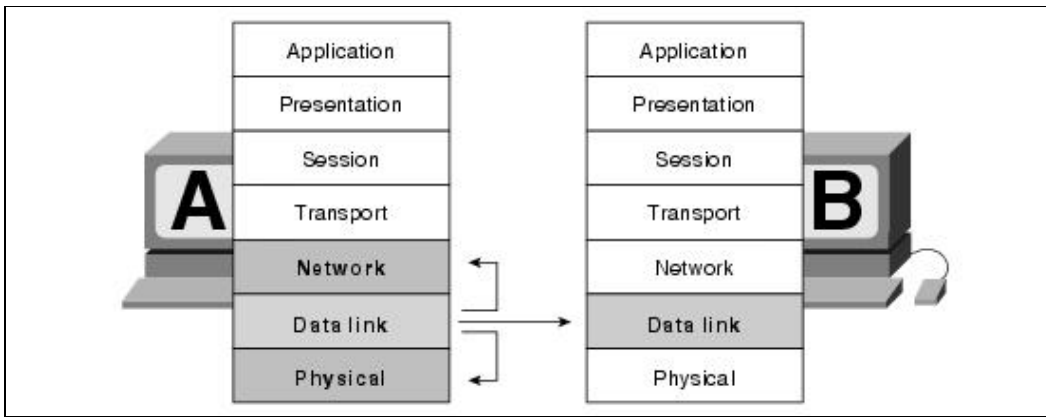 A
Application
Presentation
Session
Transport
Network
Data link
Physical
Application
Presentation
Session
Transport
Network
Data link
Physical
B